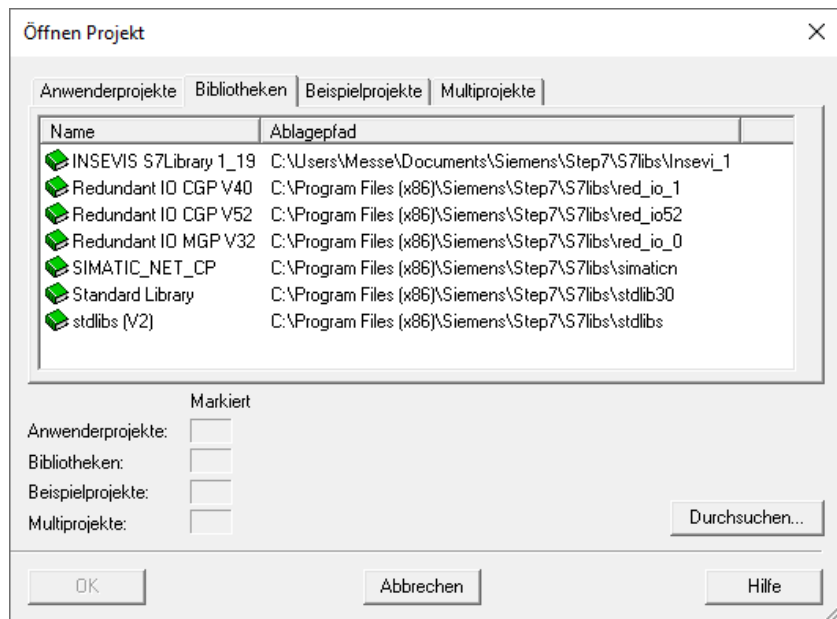 Öffnen Projekt
Anwenderprojekte Bibliotheken Beispielprojekte Multiprojekte
Name Ablagepfad
INSEVIS S7Library 1_19 C:\Users\Messe\Documents\Siemens\Step7\S7libs\Insevi_1
Redundant IO CGP V40 C:\Program Files (x86)\Siemens\Step7\S7libs\red_io_1
Redundant IO CGP V52 C:\Program Files (x86)\Siemens\Step7\S7libs\red_io52
Redundant IO MGP V32 C:\Program Files (x86)\Siemens\Step7\S7libs\red_io_0
SIMATIC_NET_CP C:\Program Files (x86)\Siemens\Step7\S7libs\simaticn
Standard Library C:\Program Files (x86)\Siemens\Step7\S7libs\stdlib30
stdlibs (V2) C:\Program Files (x86)\Siemens\Step7\S7libs\stdlibs
Markiert
Anwenderprojekte:
Bibliotheken:
Beispielprojekte:
Multiprojekte:
Durchsuchen...
OK Abbrechen Hilfe